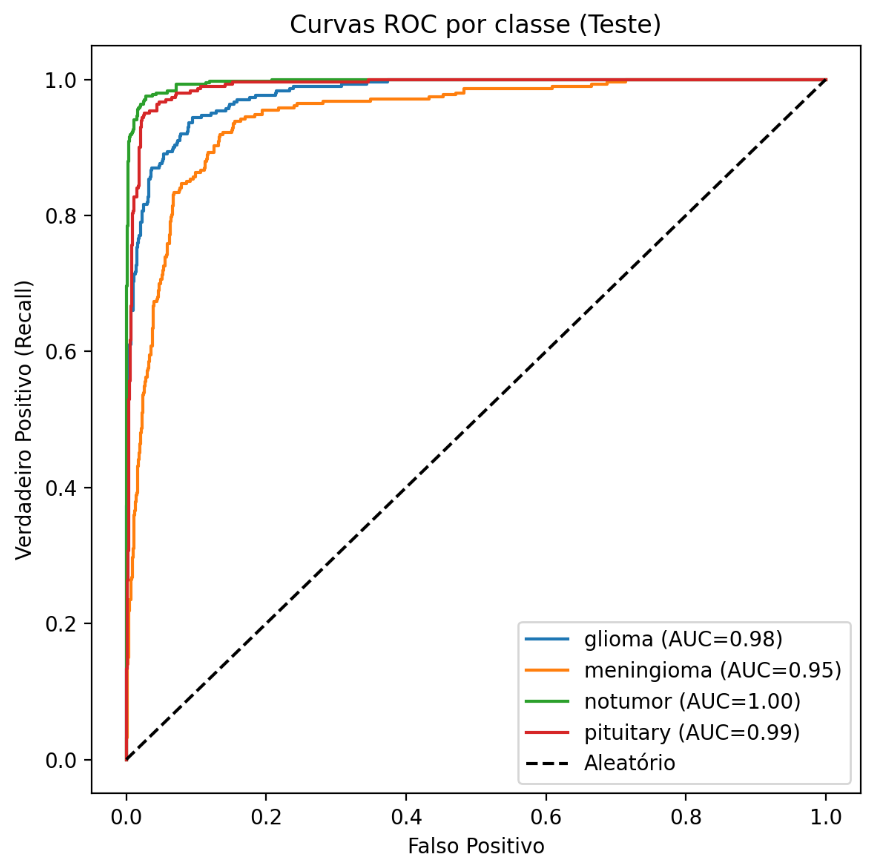 Curvas ROC por classe (Teste)
Verdadeiro Positivo (Recall)
1.0
0.8
0.6
0.4
0.2
0.0
0.0 0.2 0.4 0.6 0.8 1.0
Falso Positivo
glioma (AUC=0.98)
meningioma (AUC=0.95)
notumor (AUC=1.00)
pituitary (AUC=0.99)
Aleatório